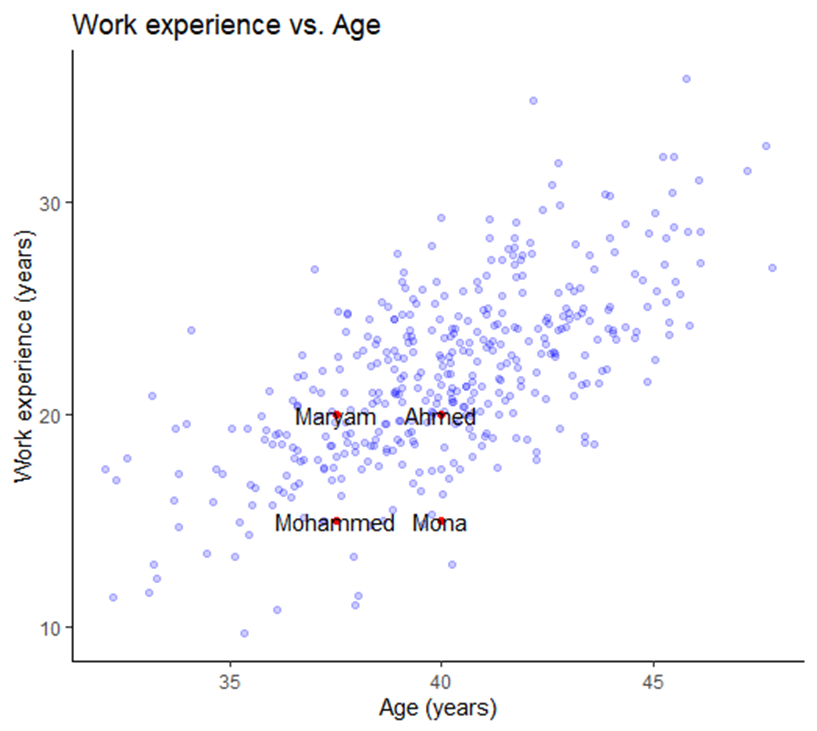 Work experience vs. Age
Work experience (years)
30
20
10
Maryam
Ahmed
Mohammed
Mona
35
40
45
Age (years)